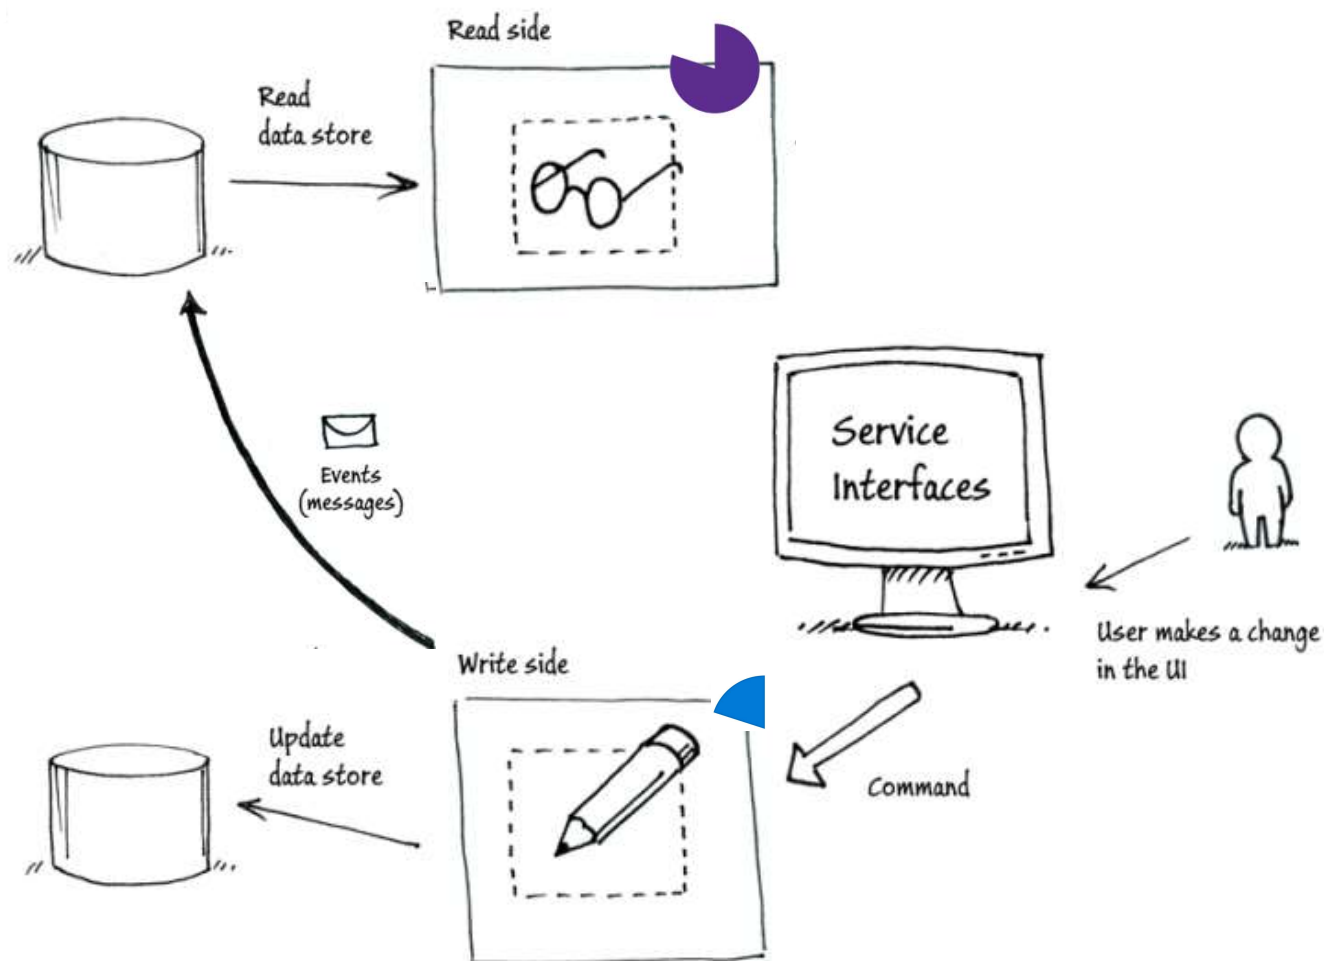 Read side
Read
data store
Service
Interfaces
Events
(messages)
User makes a change
in the UI
Write side
Update
data store
Command